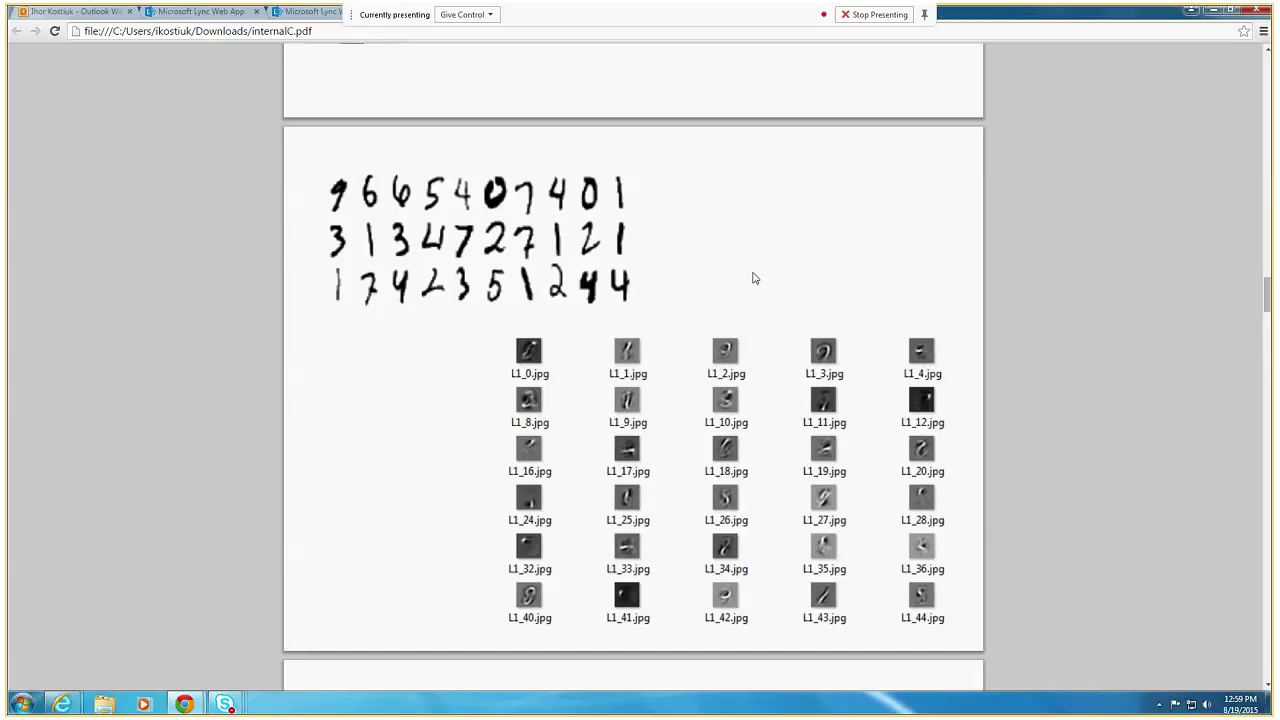 Ihor Kostiuk - Outlook We
Microsoft Lync Web App
Microsoft Lync
Currently presenting
Give Control
Stop Presenting
file:///C:/Users/ikostiuk/Downloads/internalC.pdf
9 6 6 5 4 0 7 4 0 1
3 1 3 4 7 2 7 1 2 1
1 7 4 2 3 5 1 2 4 4
L1_0.jpg L1_1.jpg L1_2.jpg L1_3.jpg L1_4.jpg
L1_8.jpg L1_9.jpg L1_10.jpg L1_11.jpg L1_12.jpg
L1_16.jpg L1_17.jpg L1_18.jpg L1_19.jpg L1_20.jpg
L1_24.jpg L1_25.jpg L1_26.jpg L1_27.jpg L1_28.jpg
L1_32.jpg L1_33.jpg L1_34.jpg L1_35.jpg L1_36.jpg
L1_40.jpg L1_41.jpg L1_42.jpg L1_43.jpg L1_44.jpg
12:59 PM
8/19/2015